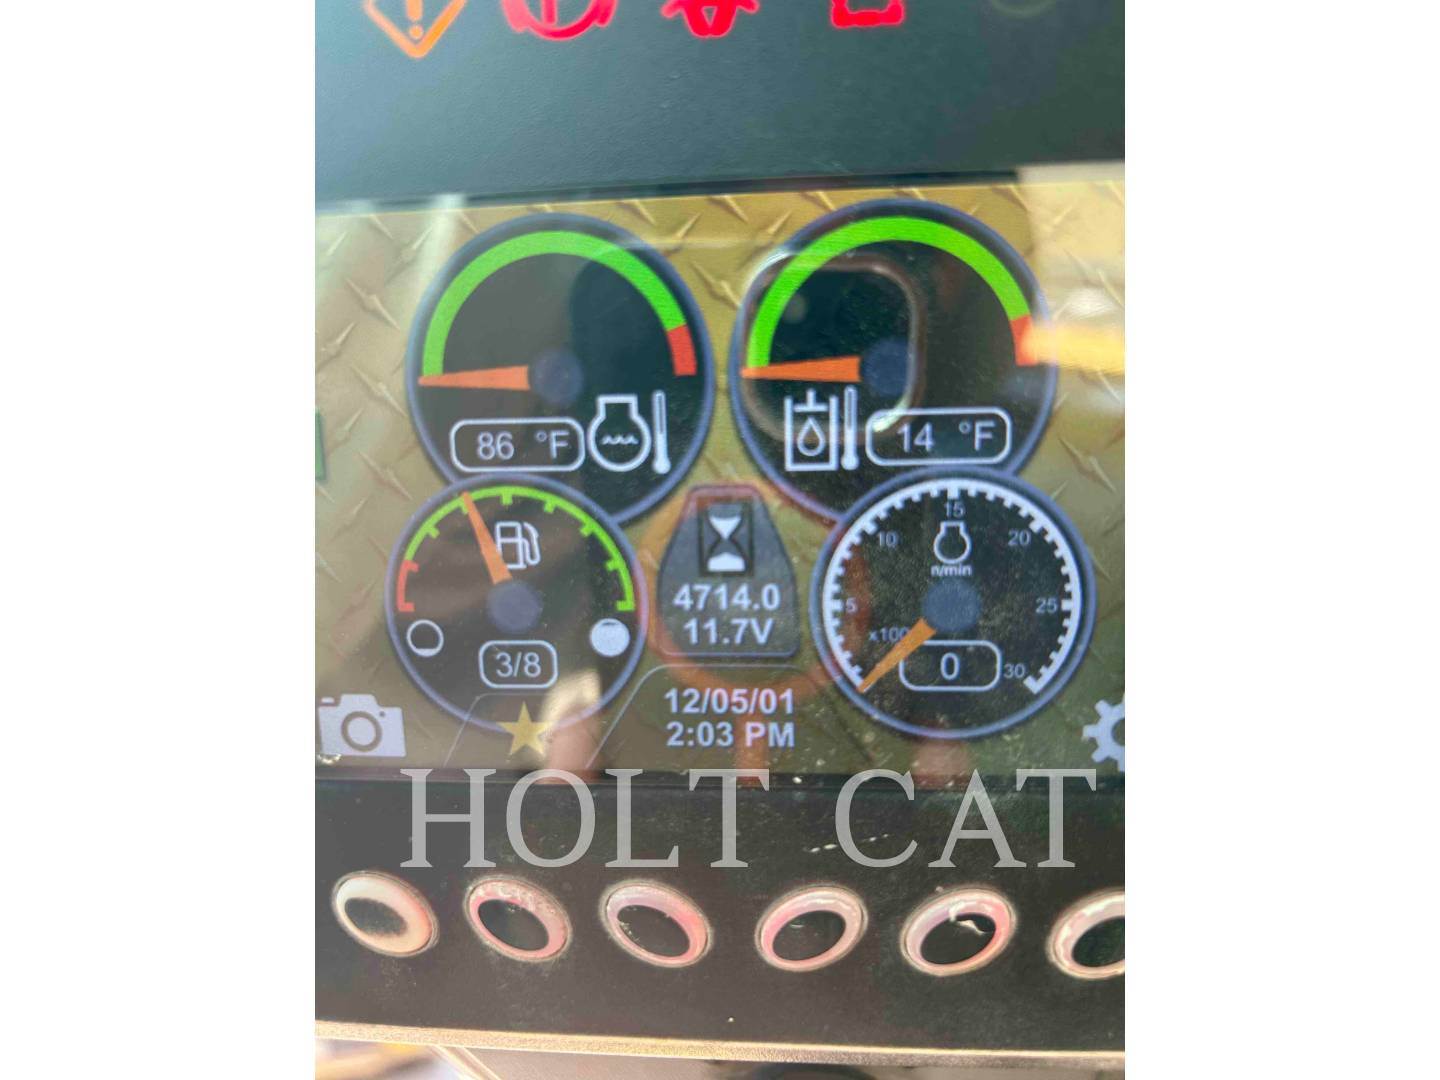 86 °F
14 °F
15
10
20
n/min
5
25
x100
0
30
3/8
4714.0
11.7V
12/05/01
2:03 PM
HOLT CAT